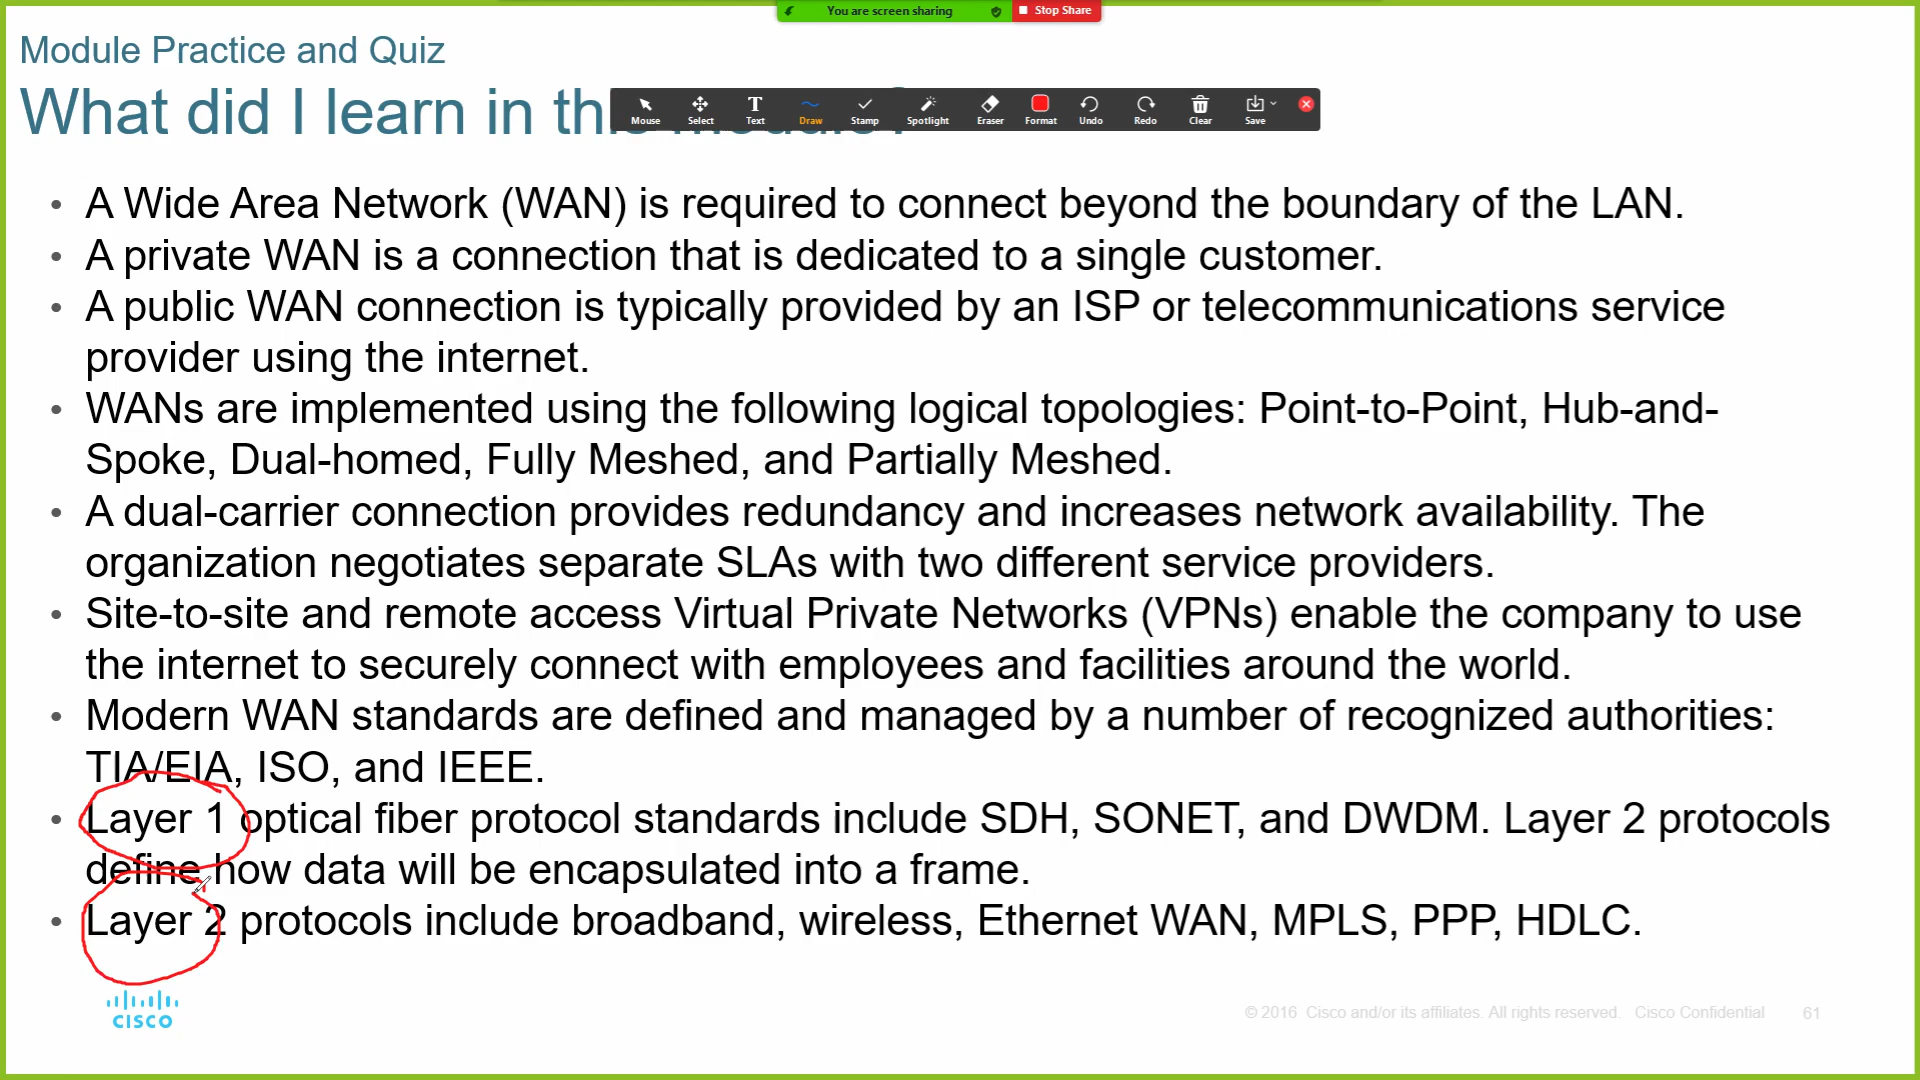 You are screen sharing
Stop Share
Module Practice and Quiz
What did I learn in this module?
Mouse Select Text Draw Stamp Spotlight Eraser Format Undo Redo Clear Save
• A Wide Area Network (WAN) is required to connect beyond the boundary of the LAN.
• A private WAN is a connection that is dedicated to a single customer.
• A public WAN connection is typically provided by an ISP or telecommunications service
provider using the internet.
• WANs are implemented using the following logical topologies: Point-to-Point, Hub-and-
Spoke, Dual-homed, Fully Meshed, and Partially Meshed.
• A dual-carrier connection provides redundancy and increases network availability. The
organization negotiates separate SLAs with two different service providers.
• Site-to-site and remote access Virtual Private Networks (VPNs) enable the company to use
the internet to securely connect with employees and facilities around the world.
• Modern WAN standards are defined and managed by a number of recognized authorities:
TIA/EIA, ISO, and IEEE.
• Layer 1 optical fiber protocol standards include SDH, SONET, and DWDM. Layer 2 protocols
define how data will be encapsulated into a frame.
• Layer 2 protocols include broadband, wireless, Ethernet WAN, MPLS, PPP, HDLC.
CISCO
© 2016 Cisco and/or its affiliates. All rights reserved. Cisco Confidential 61